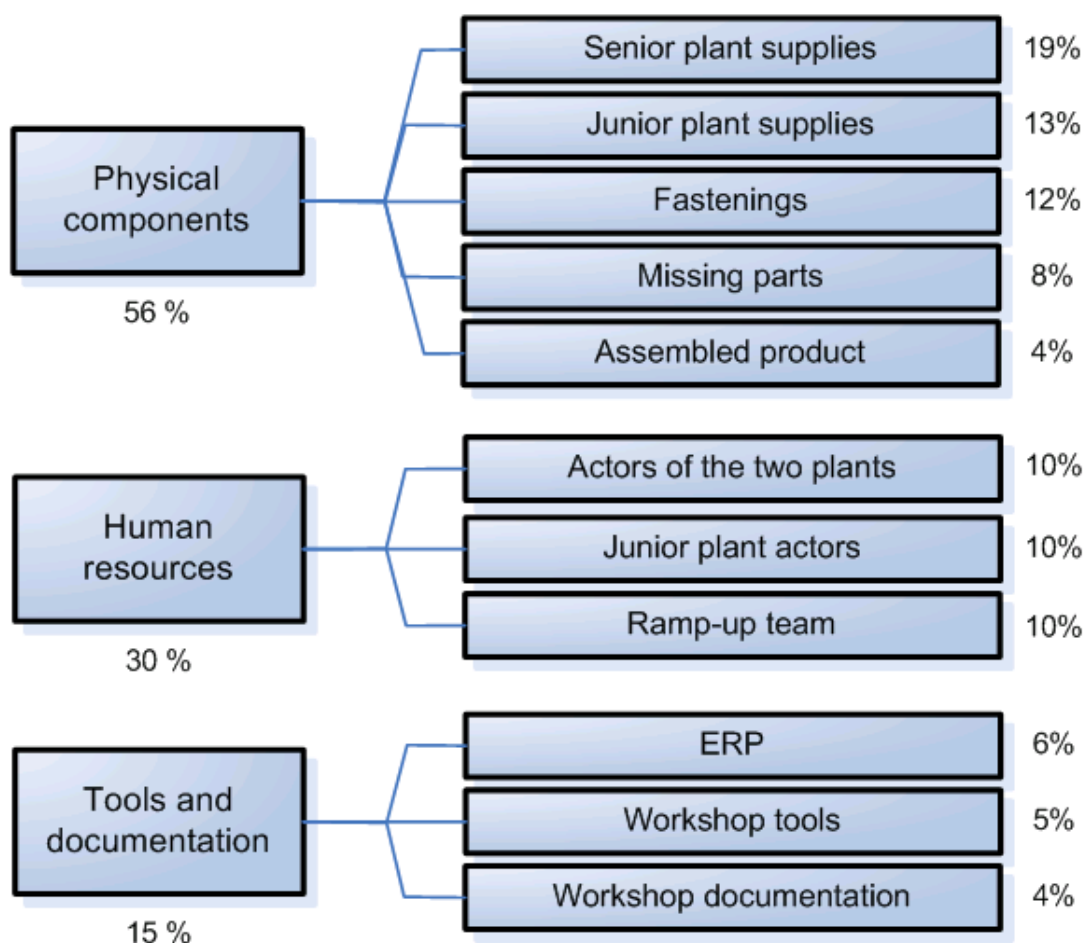 Senior plant supplies 19%
Junior plant supplies 13%
Physical
components
56 %
Fastenings 12%
Missing parts 8%
Assembled product 4%
Actors of the two plants 10%
Human
resources
30 %
Junior plant actors 10%
Ramp-up team 10%
ERP 6%
Tools and
documentation
15 %
Workshop tools 5%
Workshop documentation 4%